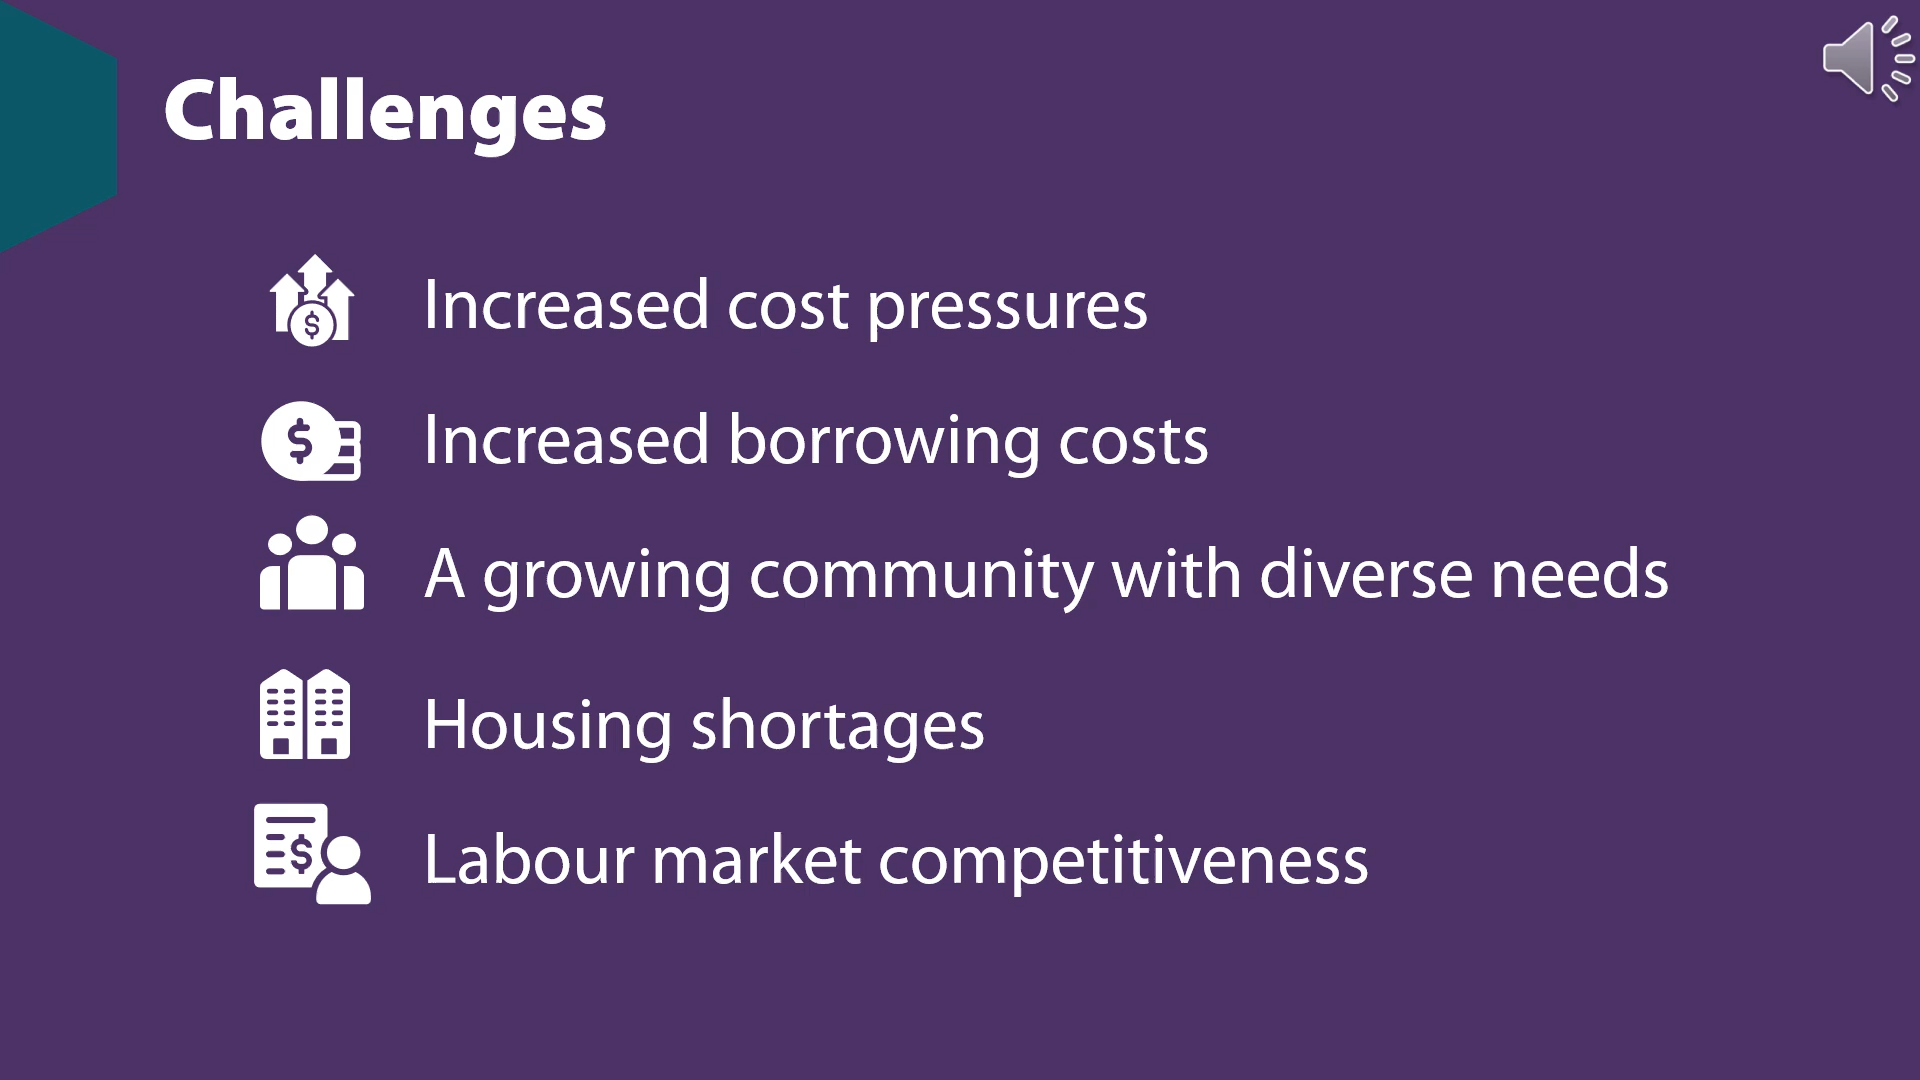 Challenges
Increased cost pressures
Increased borrowing costs
A growing community with diverse needs
Housing shortages
Labour market competitiveness